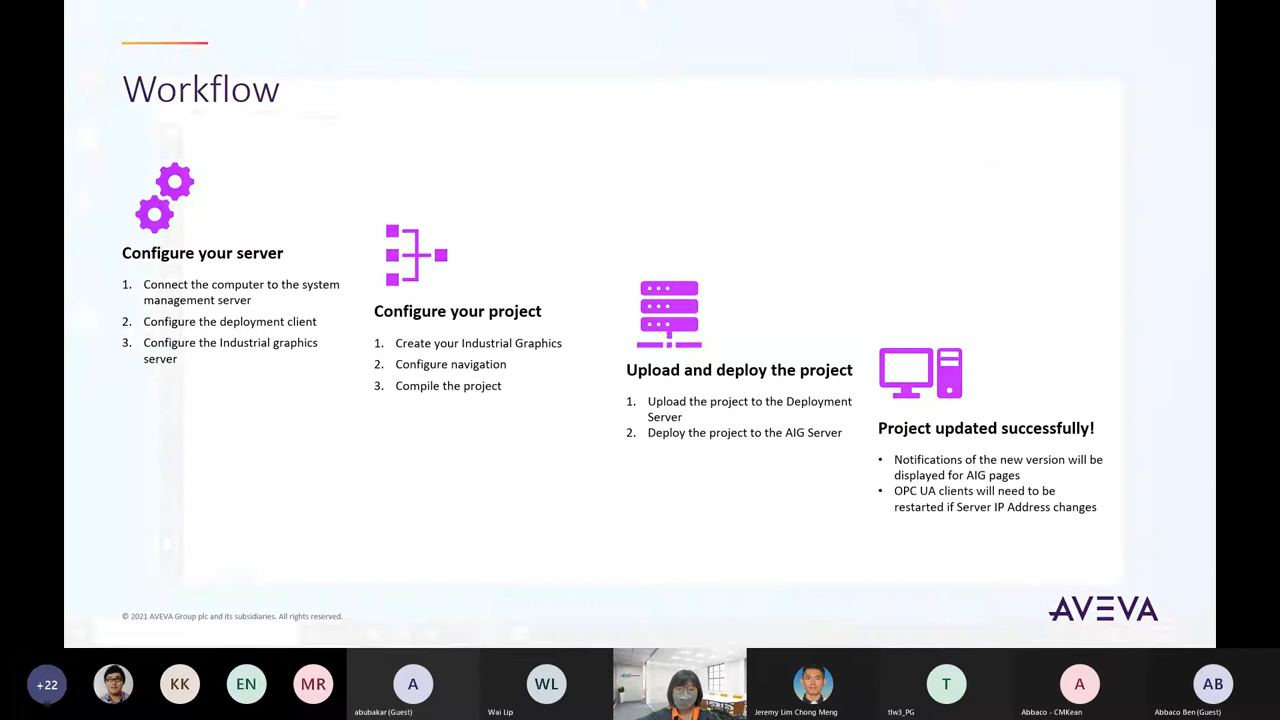 Workflow
Configure your server
1. Connect the computer to the system
management server
2. Configure the deployment client
3. Configure the Industrial graphics
server
Configure your project
1. Create your Industrial Graphics
2. Configure navigation
3. Compile the project
Upload and deploy the project
1. Upload the project to the Deployment
Server
2. Deploy the project to the AIG Server
Project updated successfully!
• Notifications of the new version will be
displayed for AIG pages
• OPC UA clients will need to be
restarted if Server IP Address changes
© 2021 AVEVA Group plc and its subsidiaries. All rights reserved.
AVEVA
+22
KK
EN
MR
A
abubakar (Guest)
WL
Wai Lip
Jeremy Lim Chong Meng
T
tlw3_PG
A
Abbaco - CMKean
AB
Abbaco Ben (Guest)